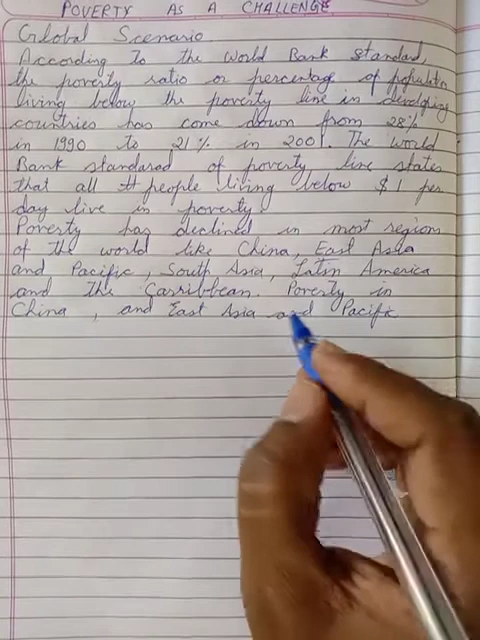 POVERTY AS A CHALLENGE
Global Scenario
According to the world Bank standard,
the poverty ratio or percentage of population
living below the poverty line in developing
countries has come down from 28%
in 1990 to 21% in 2001. The world
Bank standarad of poverty line states
that all people living below $1 per
day live in poverty.
Poverty has declined in most region
of the world like China, East Asia
and Pacific, South Asia, Latin America
and the Carribbean. Poverty in
China, and East Asia and Pacific